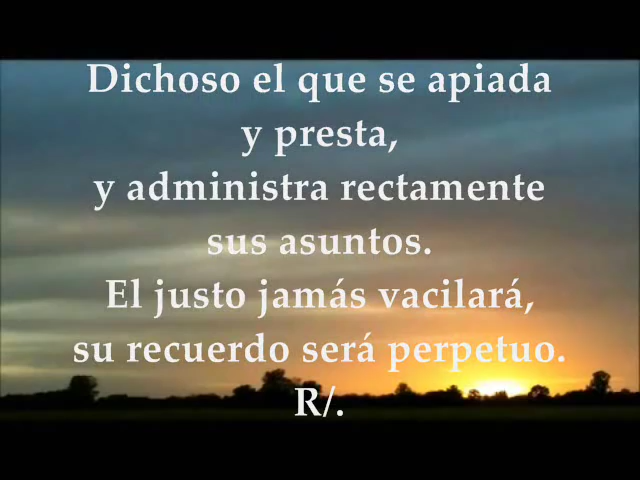 Dichoso el que se apiada
y presta,
y administra rectamente
sus asuntos.
El justo jamás vacilará,
su recuerdo será perpetuo.
R/.